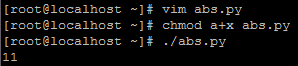 [root@localhost ~]# vim abs.py
[root@localhost ~]# chmod a+x abs.py
[root@localhost ~]# ./abs.py
11